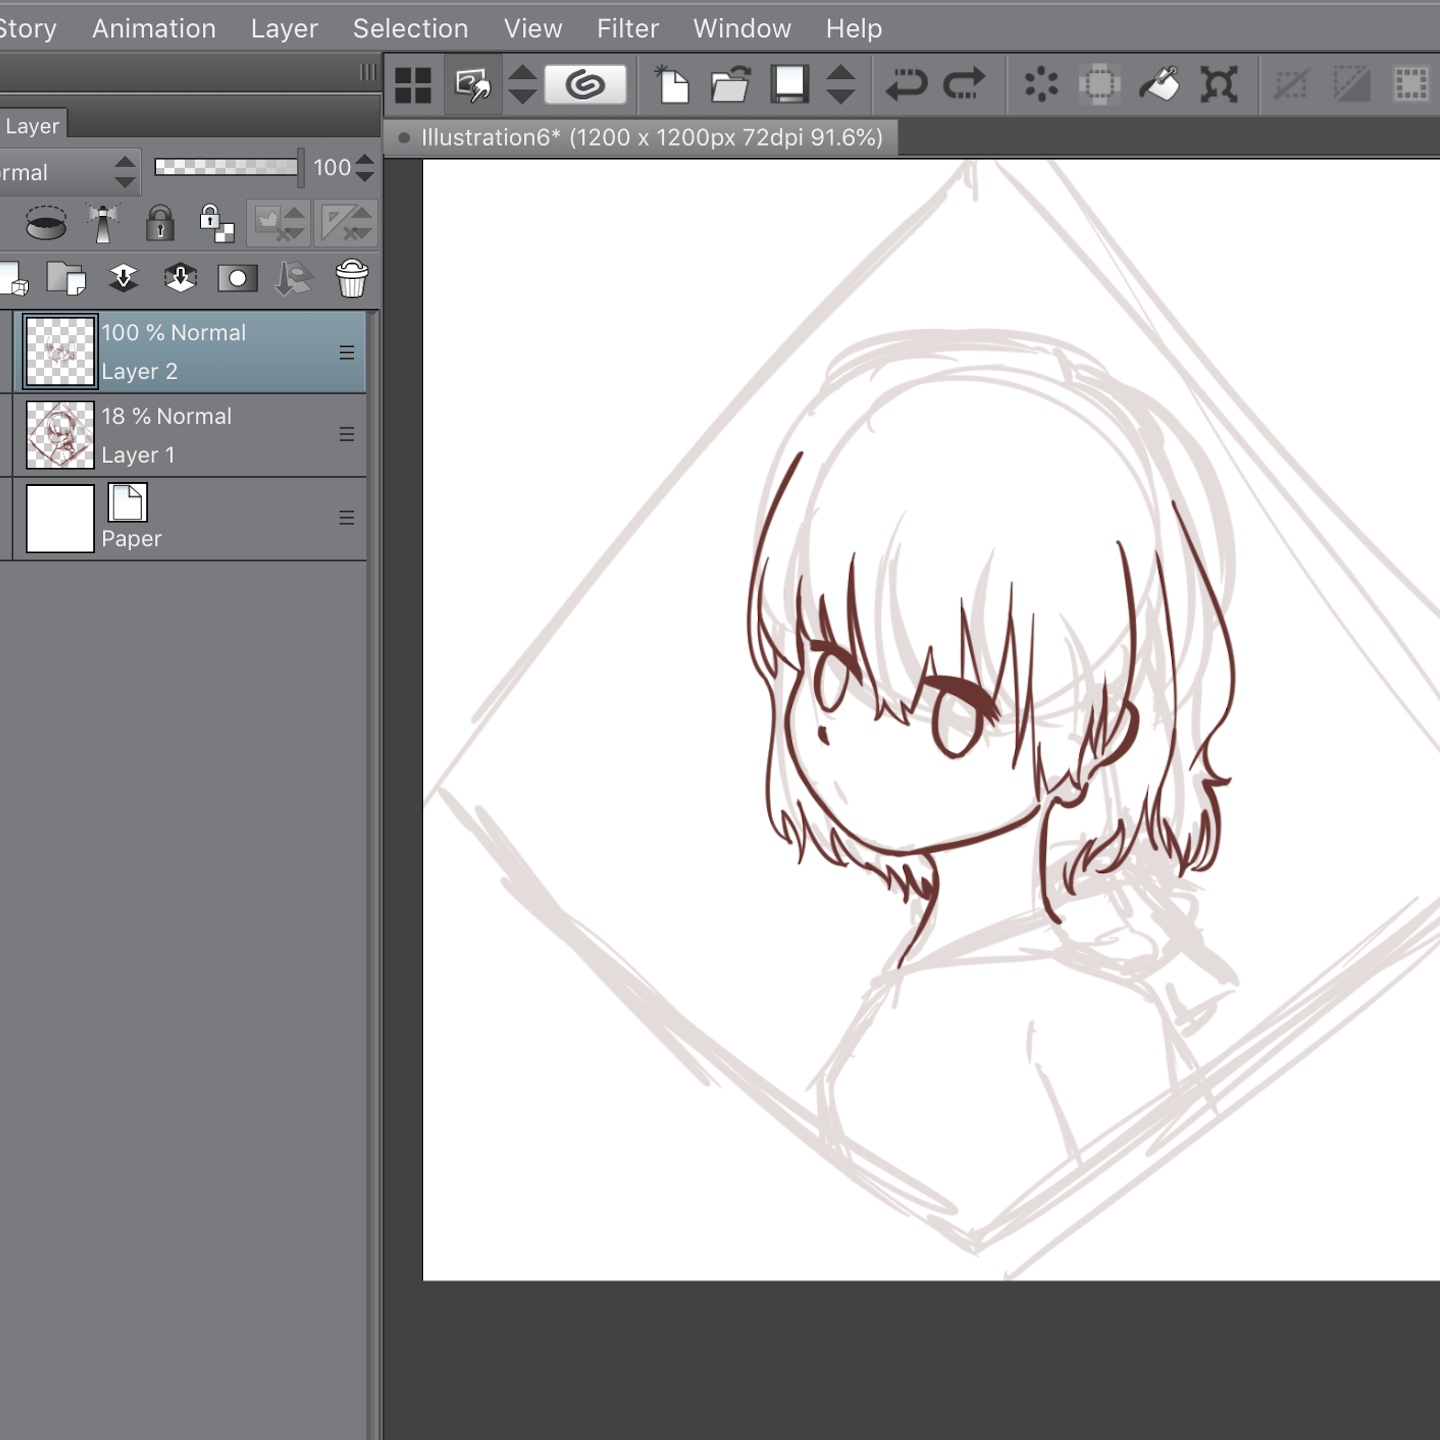 Story Animation Layer Selection View Filter Window Help
Layer
Illustration6* (1200 x 1200px 72dpi 91.6%)
rmal 100
100 % Normal
Layer 2
18 % Normal
Layer 1
Paper